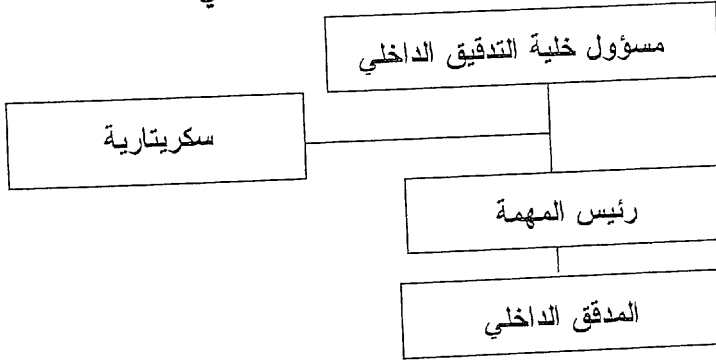 مسؤول خلية التدقيق الداخلي
سكريتارية
رئيس المهمة
المدقق الداخلي